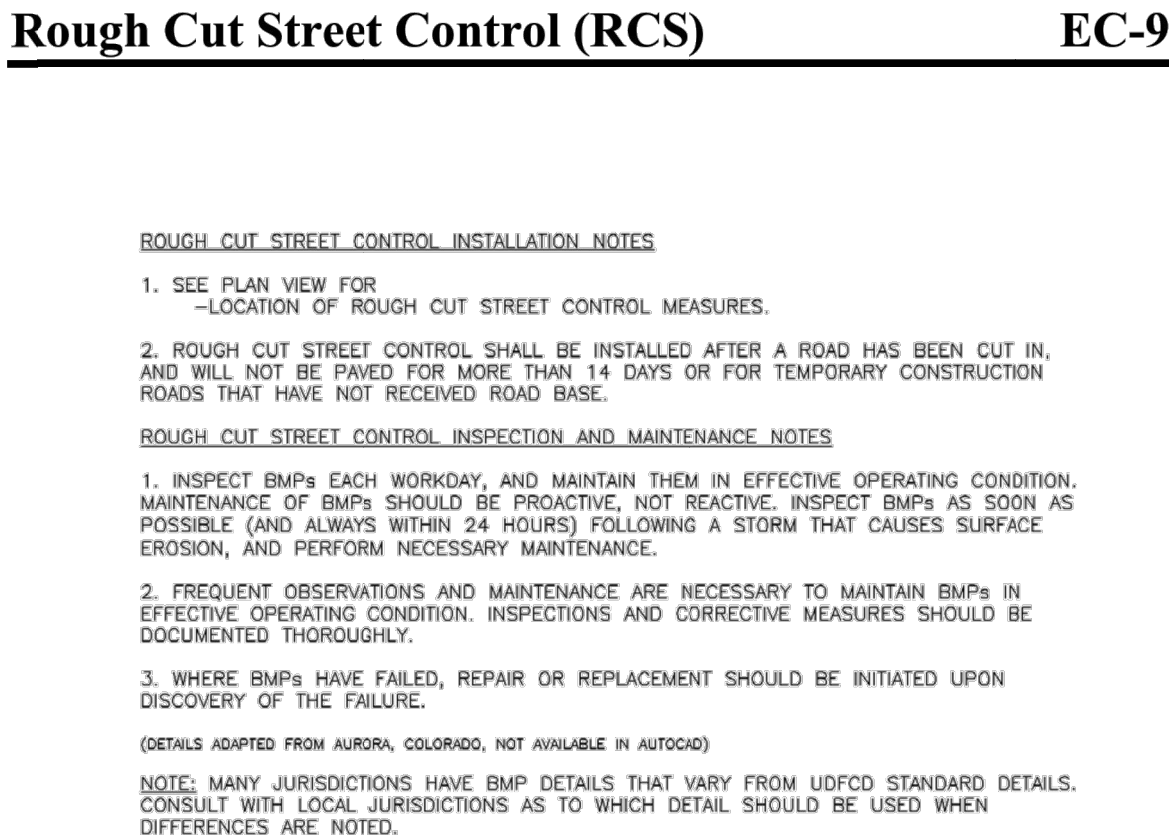 Rough Cut Street Control (RCS) EC-9
ROUGH CUT STREET CONTROL INSTALLATION NOTES
1. SEE PLAN VIEW FOR
–LOCATION OF ROUGH CUT STREET CONTROL MEASURES.
2. ROUGH CUT STREET CONTROL SHALL BE INSTALLED AFTER A ROAD HAS BEEN CUT IN,
AND WILL NOT BE PAVED FOR MORE THAN 14 DAYS OR FOR TEMPORARY CONSTRUCTION
ROADS THAT HAVE NOT RECEIVED ROAD BASE.
ROUGH CUT STREET CONTROL INSPECTION AND MAINTENANCE NOTES
1. INSPECT BMPs EACH WORKDAY, AND MAINTAIN THEM IN EFFECTIVE OPERATING CONDITION.
MAINTENANCE OF BMPs SHOULD BE PROACTIVE, NOT REACTIVE. INSPECT BMPs AS SOON AS
POSSIBLE (AND ALWAYS WITHIN 24 HOURS) FOLLOWING A STORM THAT CAUSES SURFACE
EROSION, AND PERFORM NECESSARY MAINTENANCE.
2. FREQUENT OBSERVATIONS AND MAINTENANCE ARE NECESSARY TO MAINTAIN BMPs IN
EFFECTIVE OPERATING CONDITION. INSPECTIONS AND CORRECTIVE MEASURES SHOULD BE
DOCUMENTED THOROUGHLY.
3. WHERE BMPs HAVE FAILED, REPAIR OR REPLACEMENT SHOULD BE INITIATED UPON
DISCOVERY OF THE FAILURE.
(DETAILS ADAPTED FROM AURORA, COLORADO, NOT AVAILABLE IN AUTOCAD)
NOTE: MANY JURISDICTIONS HAVE BMP DETAILS THAT VARY FROM UDFCD STANDARD DETAILS.
CONSULT WITH LOCAL JURISDICTIONS AS TO WHICH DETAIL SHOULD BE USED WHEN
DIFFERENCES ARE NOTED.